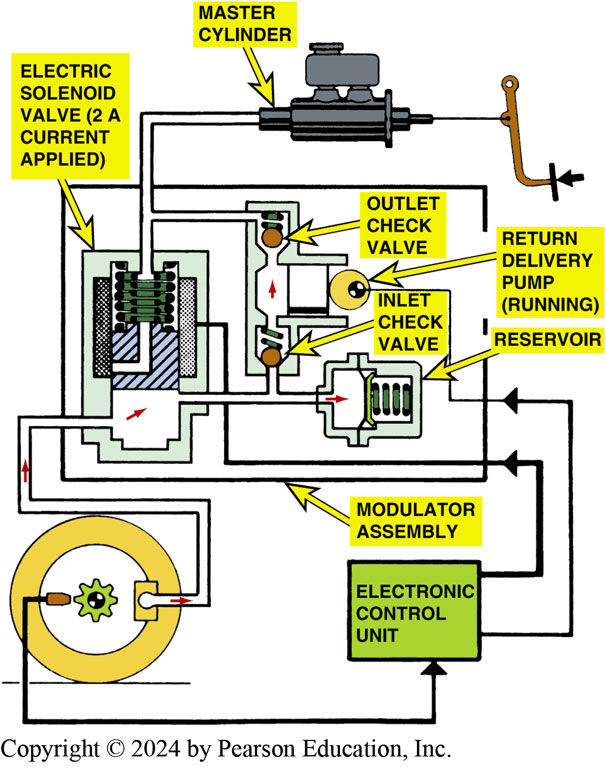 MASTER
CYLINDER
ELECTRIC
SOLENOID
VALVE (2 A
CURRENT
APPLIED)
OUTLET
CHECK
VALVE
RETURN
DELIVERY
PUMP
(RUNNING)
INLET
CHECK
VALVE
RESERVOIR
MODULATOR
ASSEMBLY
ELECTRONIC
CONTROL
UNIT
Copyright © 2024 by Pearson Education, Inc.